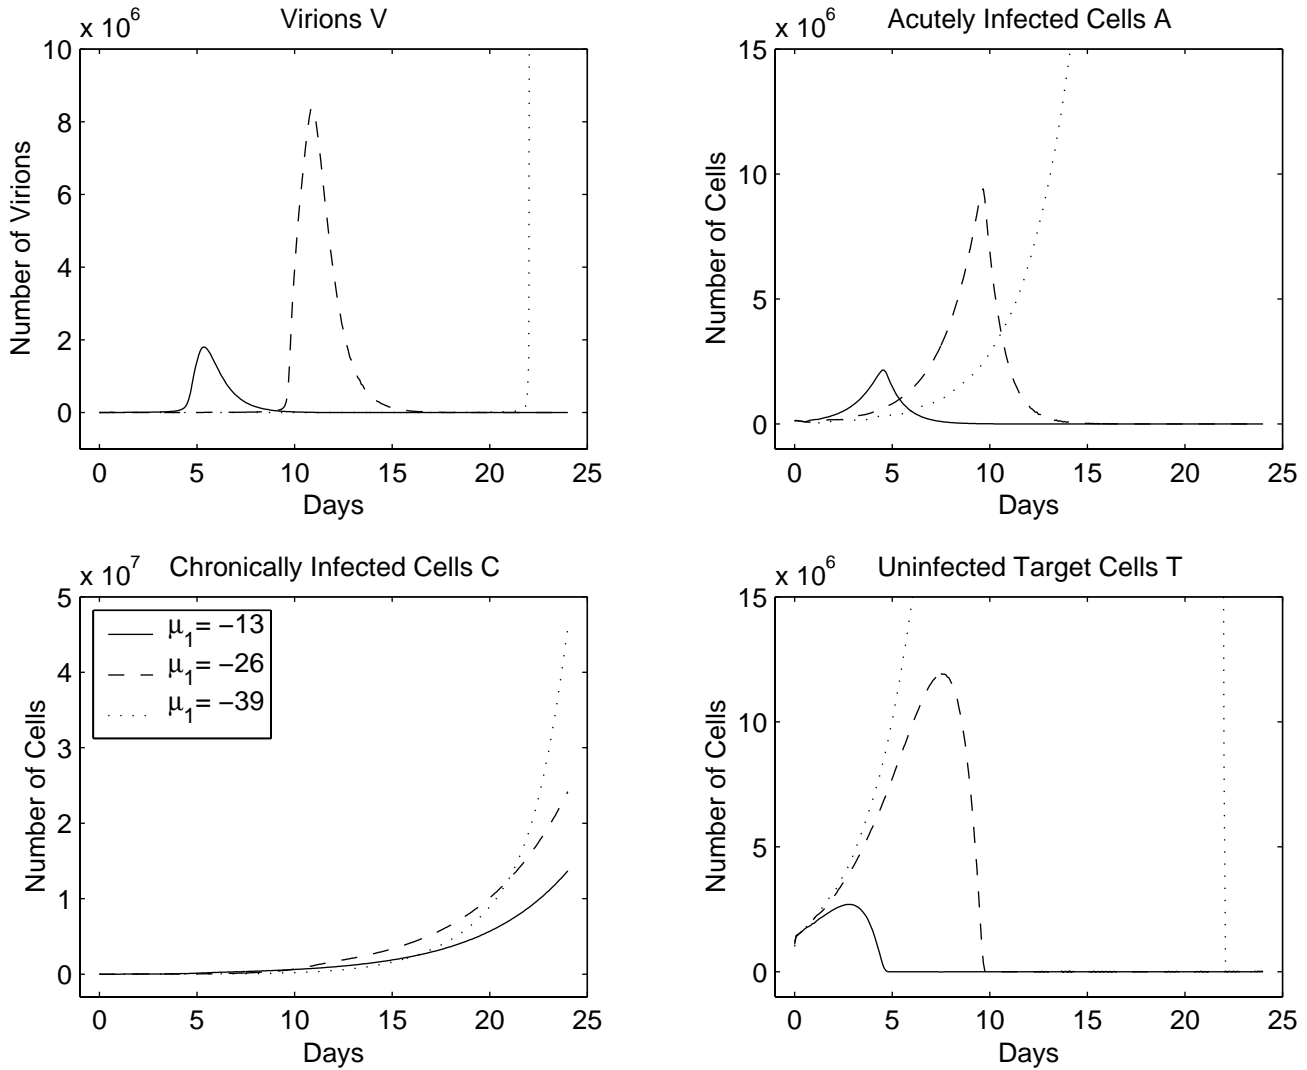 x 10^6
Virions V
10
8
6
4
2
0
Number of Virions
0 5 10 15 20 25
Days
x 10^6
Acutely Infected Cells A
15
10
5
0
Number of Cells
0 5 10 15 20 25
Days
x 10^7
Chronically Infected Cells C
5
4
3
2
1
0
Number of Cells
μ_1= −13
μ_1= −26
μ_1= −39
0 5 10 15 20 25
Days
x 10^6
Uninfected Target Cells T
15
10
5
0
Number of Cells
0 5 10 15 20 25
Days